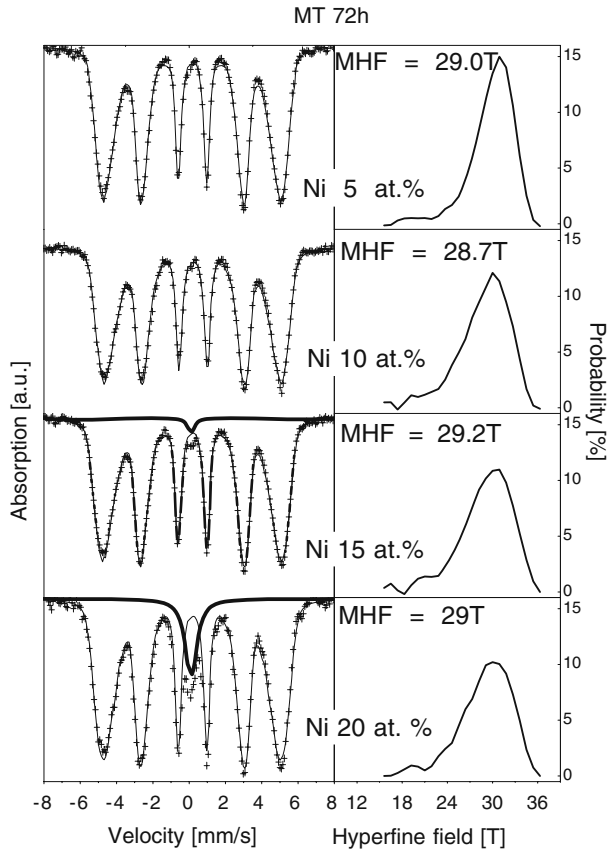 MT 72h
MHF = 29.0T
Ni 5 at.%
15
10
5
0
MHF = 28.7T
Ni 10 at.%
15
10
5
0
MHF = 29.2T
Ni 15 at.%
15
10
5
0
MHF = 29T
Ni 20 at. %
15
10
5
0
Absorption [a.u.]
Probability [%]
-8 -6 -4 -2 0 2 4 6 8 12 18 24 30 36
Velocity [mm/s] Hyperfine field [T]